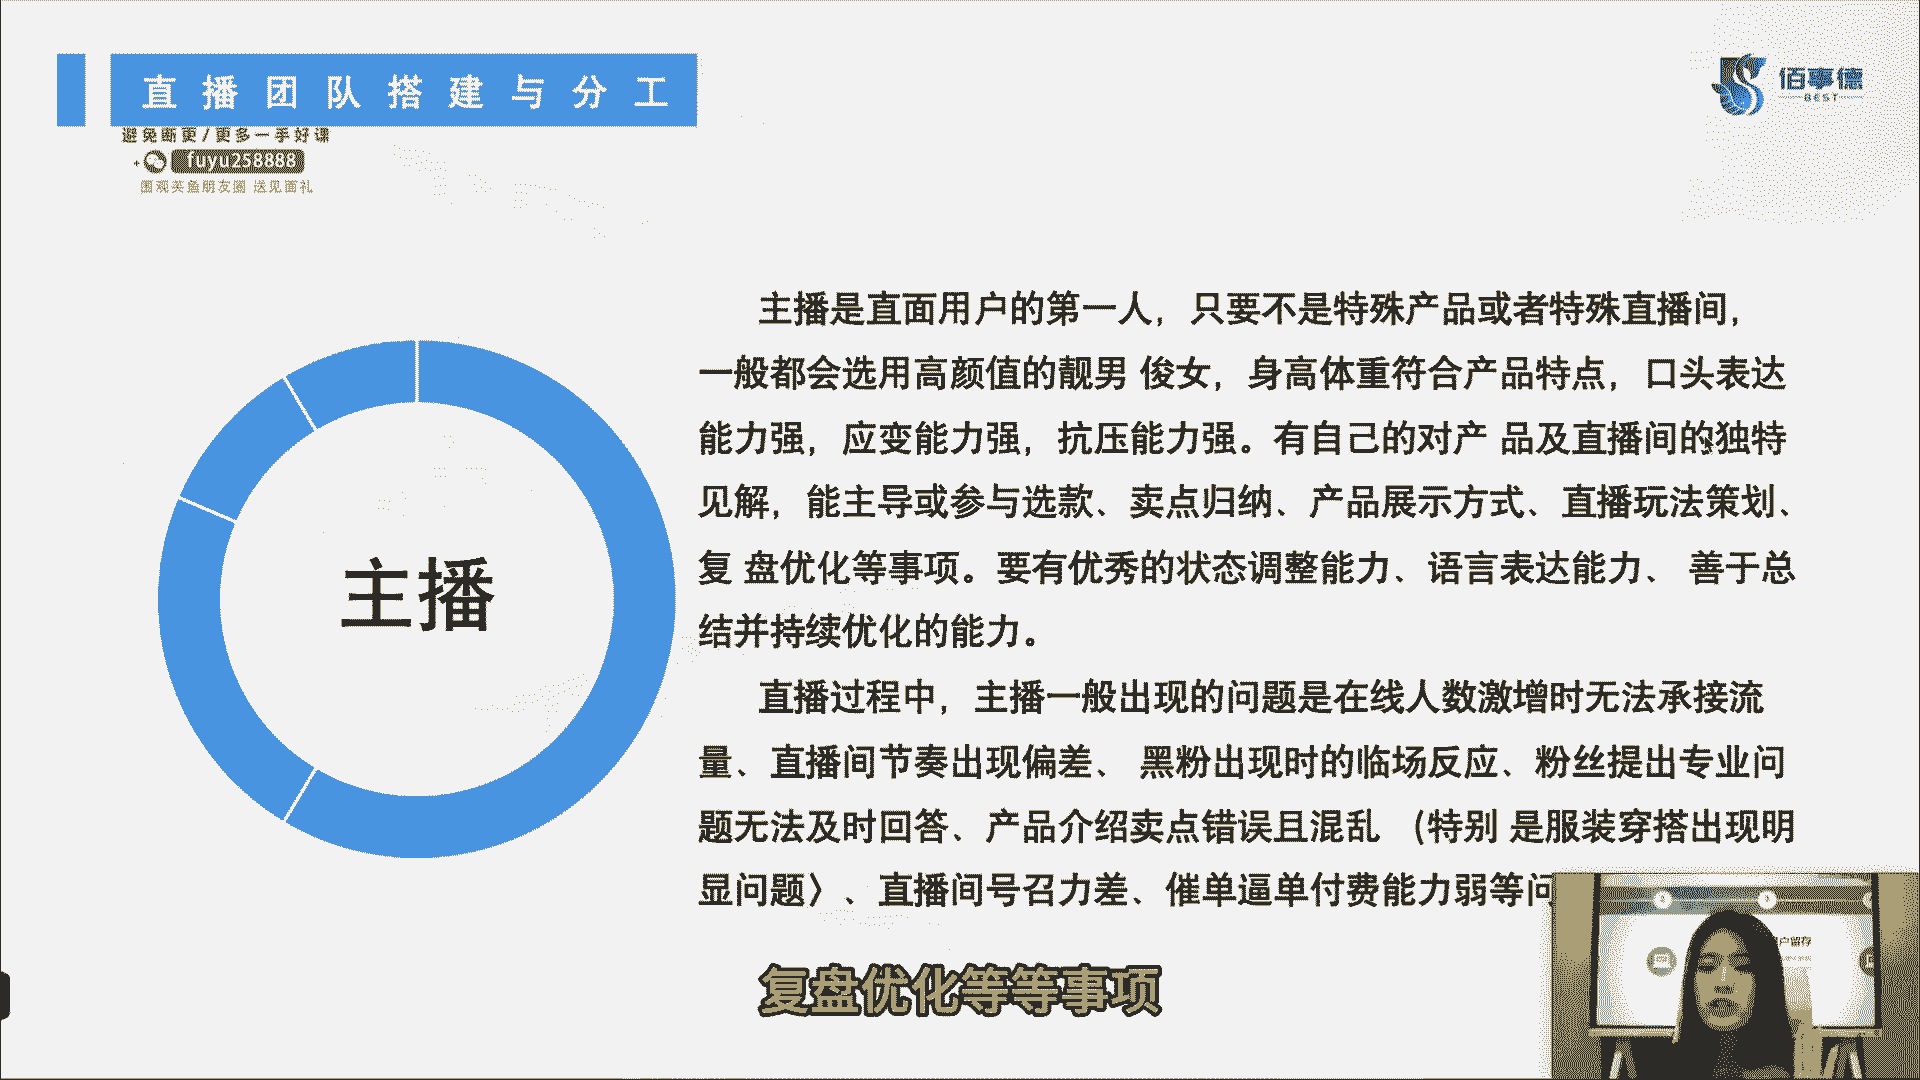 直播团队搭建与分工
佰享德
BEST
避免断更/更多一手好课
+ fuyu258888
围观芙鱼朋友圈 送见面礼
主播
主播是直面用户的第一人，只要不是特殊产品或者特殊直播间，
一般都会选用高颜值的靓男 俊女，身高体重符合产品特点，口头表达
能力强，应变能力强，抗压能力强。有自己的对产 品及直播间的独特
见解，能主导或参与选款、卖点归纳、产品展示方式、直播玩法策划、
复 盘优化等事项。要有优秀的状态调整能力、语言表达能力、 善于总
结并持续优化的能力。
直播过程中，主播一般出现的问题是在线人数激增时无法承接流
量、直播间节奏出现偏差、 黑粉出现时的临场反应、粉丝提出专业问
题无法及时回答、产品介绍卖点错误且混乱 （特别 是服装穿搭出现明
显问题〉、直播间号召力差、催单逼单付费能力弱等问
户留存
复盘优化等等事项